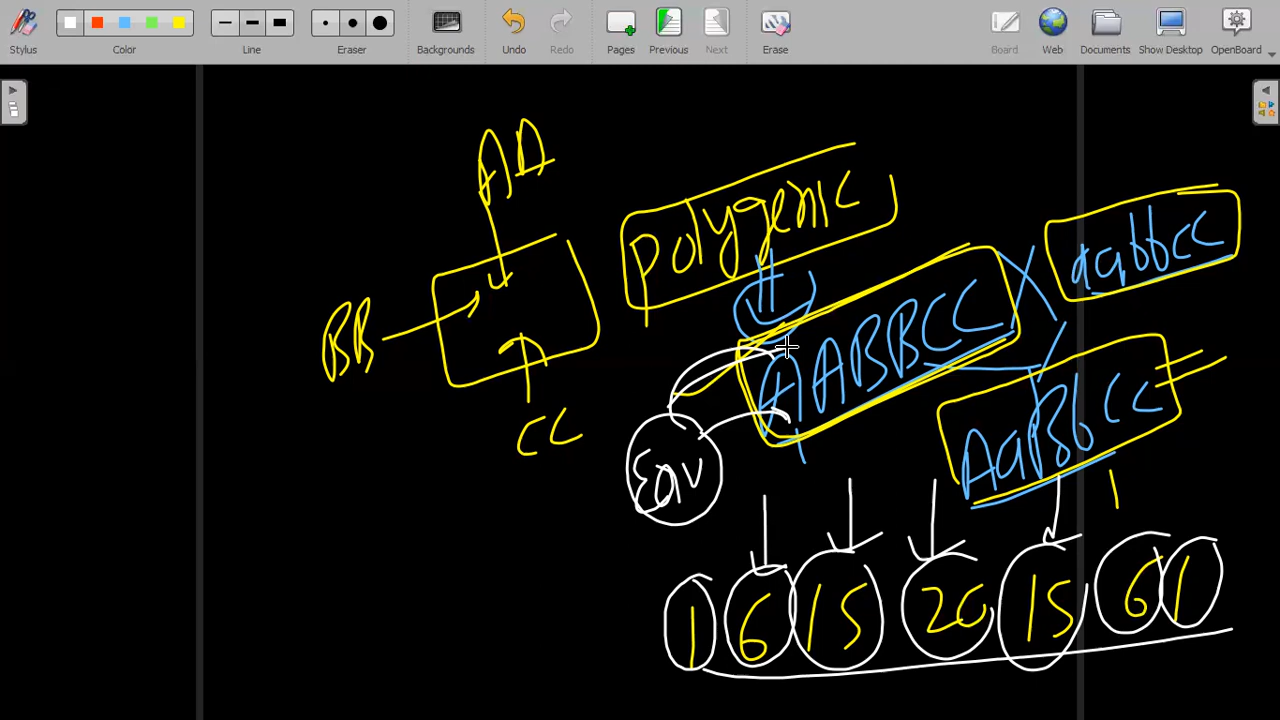 Stylus
Color
Line
Eraser
Backgrounds
Undo
Redo
Pages
Previous
Next
Erase
Board
Web
Documents
Show Desktop
OpenBoard
AA
polygenic
aabbcc
BB
AABBCC
CC
AaBbCc
Env
1 6 15 20 15 6 1